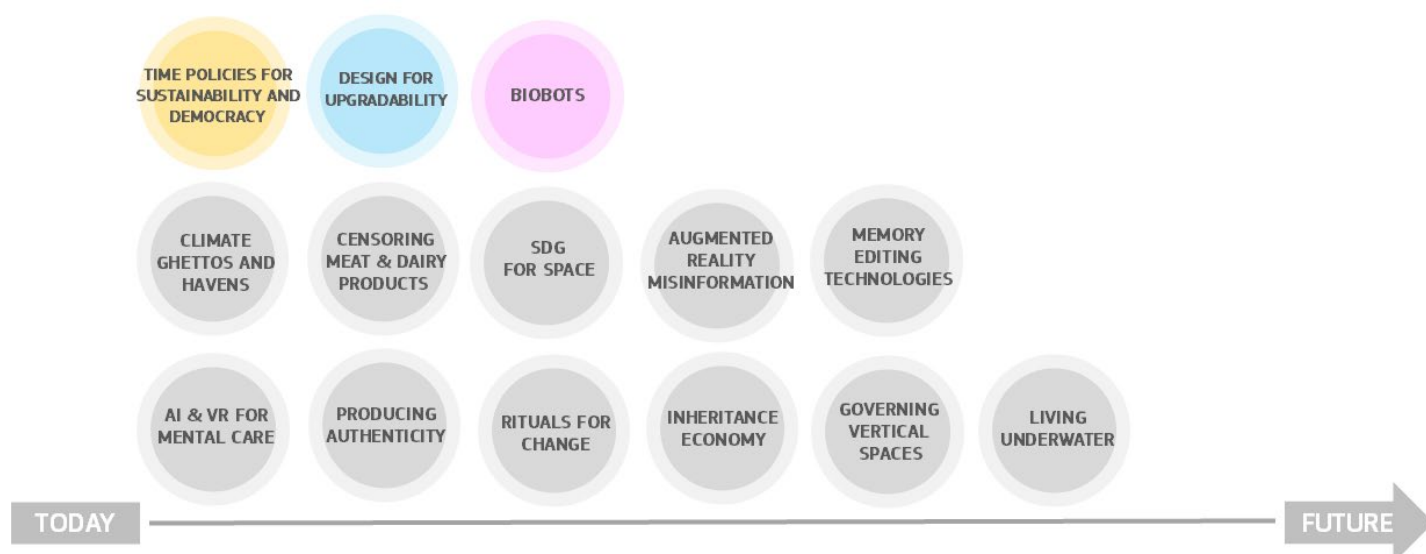 TIME POLICIES FOR
SUSTAINABILITY AND
DEMOCRACY
DESIGN FOR
UPGRADABILITY
BIOBOTS
CLIMATE
GHETTOS AND
HAVENS
CENSORING
MEAT & DAIRY
PRODUCTS
SDG
FOR SPACE
AUGMENTED
REALITY
MISINFORMATION
MEMORY
EDITING
TECHNOLOGIES
AI & VR FOR
MENTAL CARE
PRODUCING
AUTHENTICITY
RITUALS FOR
CHANGE
INHERITANCE
ECONOMY
GOVERNING
VERTICAL
SPACES
LIVING
UNDERWATER
TODAY
FUTURE